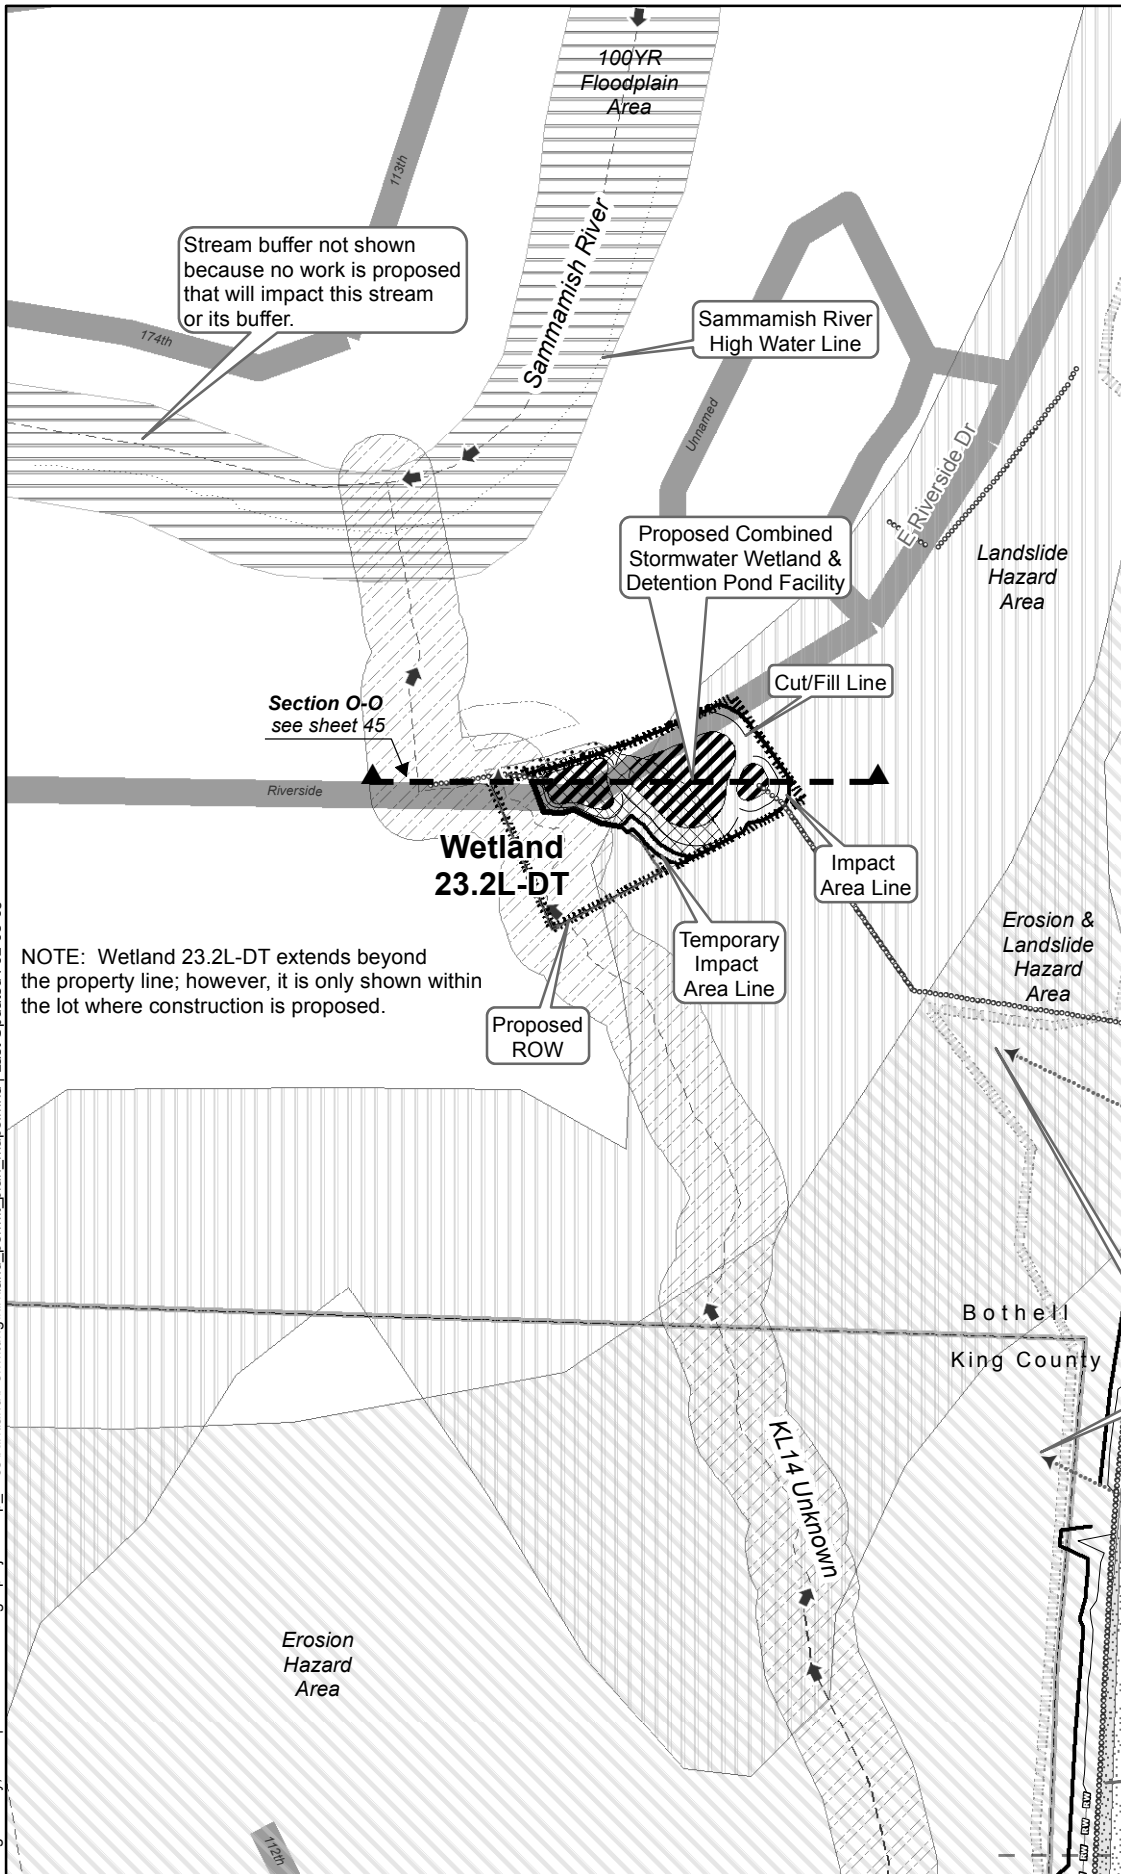 100YR
Floodplain
Area
113th
Stream buffer not shown
because no work is proposed
that will impact this stream
or its buffer.
174th
Sammamish River
Sammamish River
High Water Line
Unnamed
E Riverside Dr
Proposed Combined
Stormwater Wetland &
Detention Pond Facility
Landslide
Hazard
Area
Cut/Fill Line
Section O-O
see sheet 45
Riverside
Wetland
23.2L-DT
Impact
Area Line
Temporary
Impact
Area Line
Erosion &
Landslide
Hazard
Area
NOTE: Wetland 23.2L-DT extends beyond
the property line; however, it is only shown within
the lot where construction is proposed.
Proposed
ROW
Bothell
King County
KL14 Unknown
Erosion
Hazard
Area
112th
RW
RW
RW